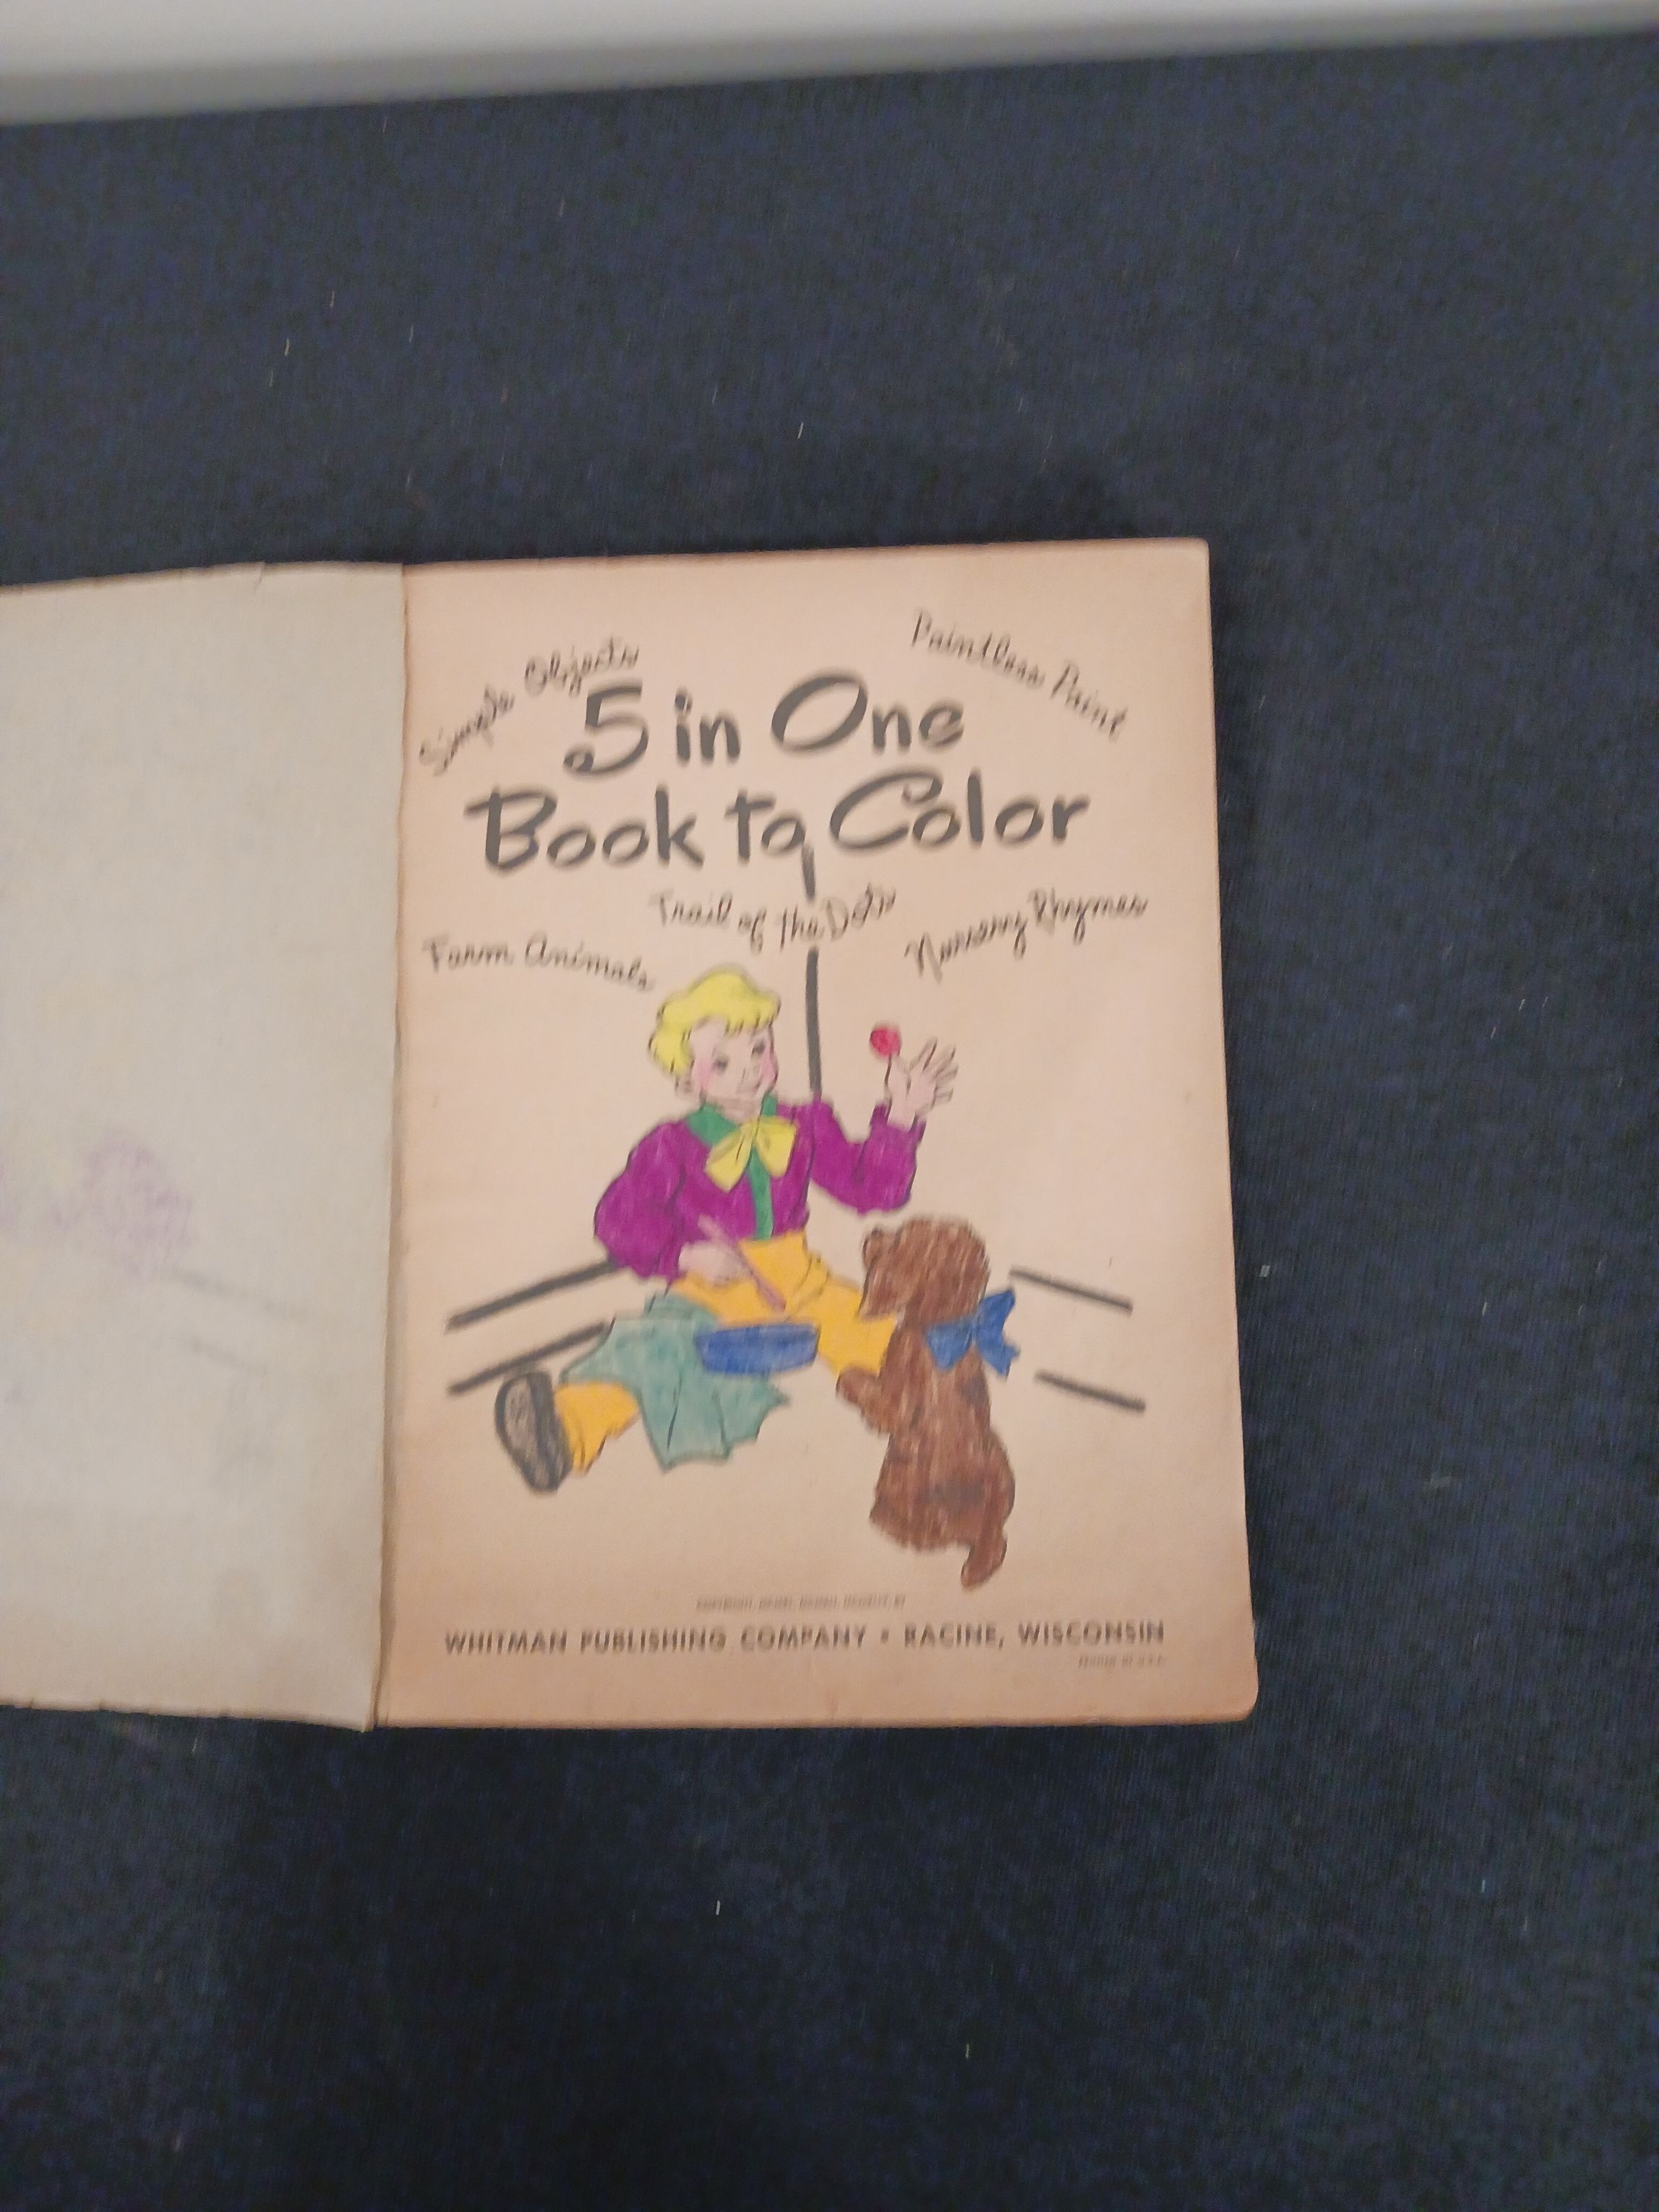 Simple Objects
Paintless Paint
5 in One
Book to Color
Trail of the Dots
Farm Animals
Nursery Rhymes
WHITMAN PUBLISHING COMPANY • RACINE, WISCONSIN